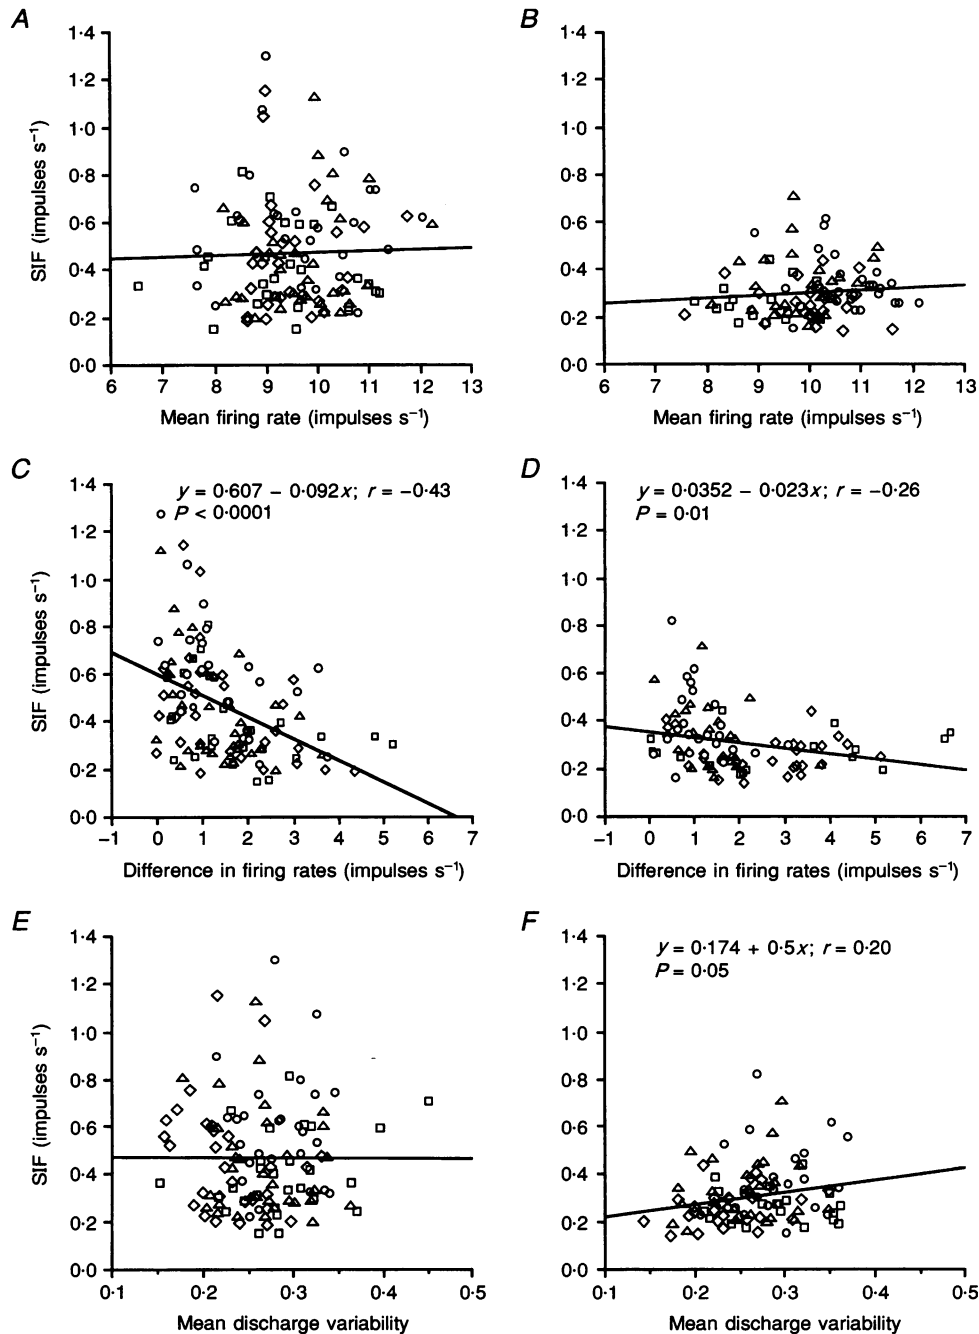 A
1·4
1·2
1·0
0·8
0·6
0·4
0·2
0·0
SIF (impulses s⁻¹)
6 7 8 9 10 11 12 13
Mean firing rate (impulses s⁻¹)
B
1·4
1·2
1·0
0·8
0·6
0·4
0·2
0·0
6 7 8 9 10 11 12 13
Mean firing rate (impulses s⁻¹)
C
y = 0·607 − 0·092x; r = −0·43
P < 0·0001
1·4
1·2
1·0
0·8
0·6
0·4
0·2
0·0
SIF (impulses s⁻¹)
−1 0 1 2 3 4 5 6 7
Difference in firing rates (impulses s⁻¹)
D
y = 0·0352 − 0·023x; r = −0·26
P = 0·01
1·4
1·2
1·0
0·8
0·6
0·4
0·2
0·0
−1 0 1 2 3 4 5 6 7
Difference in firing rates (impulses s⁻¹)
E
1·4
1·2
1·0
0·8
0·6
0·4
0·2
0·0
SIF (impulses s⁻¹)
0·1 0·2 0·3 0·4 0·5
Mean discharge variability
F
y = 0·174 + 0·5x; r = 0·20
P = 0·05
1·4
1·2
1·0
0·8
0·6
0·4
0·2
0·0
0·1 0·2 0·3 0·4 0·5
Mean discharge variability